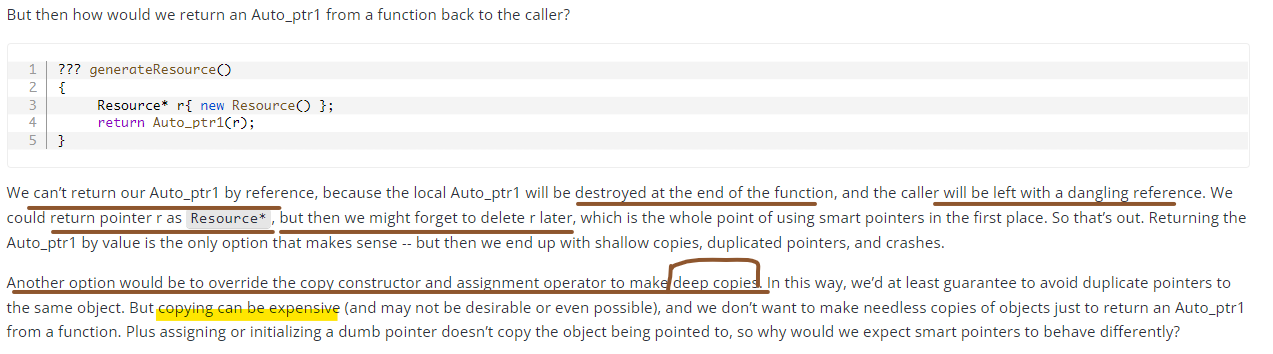 But then how would we return an Auto_ptr1 from a function back to the caller?
1 ??? generateResource()
2 {
3      Resource* r{ new Resource() };
4      return Auto_ptr1(r);
5 }
We can’t return our Auto_ptr1 by reference, because the local Auto_ptr1 will be destroyed at the end of the function, and the caller will be left with a dangling reference. We
could return pointer r as Resource*, but then we might forget to delete r later, which is the whole point of using smart pointers in the first place. So that’s out. Returning the
Auto_ptr1 by value is the only option that makes sense -- but then we end up with shallow copies, duplicated pointers, and crashes.
Another option would be to override the copy constructor and assignment operator to make deep copies. In this way, we’d at least guarantee to avoid duplicate pointers to
the same object. But copying can be expensive (and may not be desirable or even possible), and we don’t want to make needless copies of objects just to return an Auto_ptr1
from a function. Plus assigning or initializing a dumb pointer doesn’t copy the object being pointed to, so why would we expect smart pointers to behave differently?